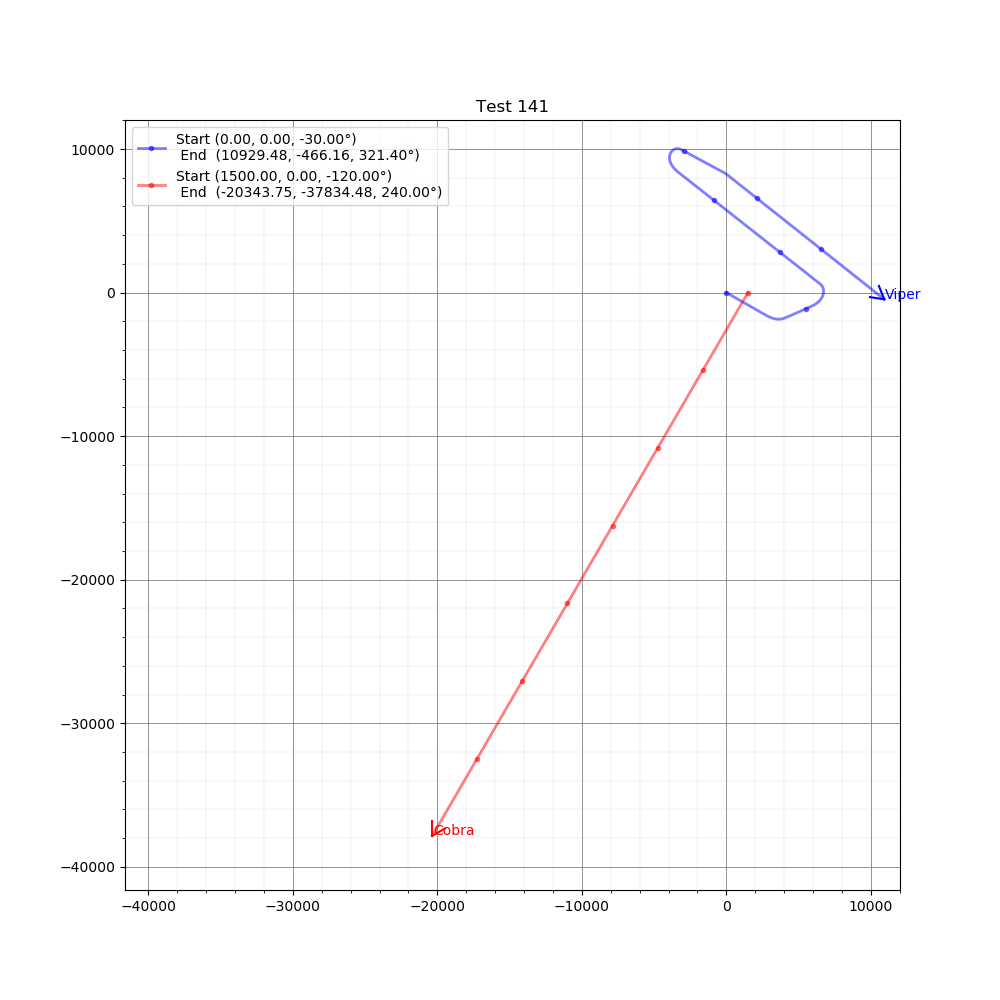 Test 141
Start (0.00, 0.00, -30.00°)
End (10929.48, -466.16, 321.40°)
Start (1500.00, 0.00, -120.00°)
End (-20343.75, -37834.48, 240.00°)
10000
0
−10000
−20000
−30000
−40000
Viper
Cobra
−40000 −30000 −20000 −10000 0 10000